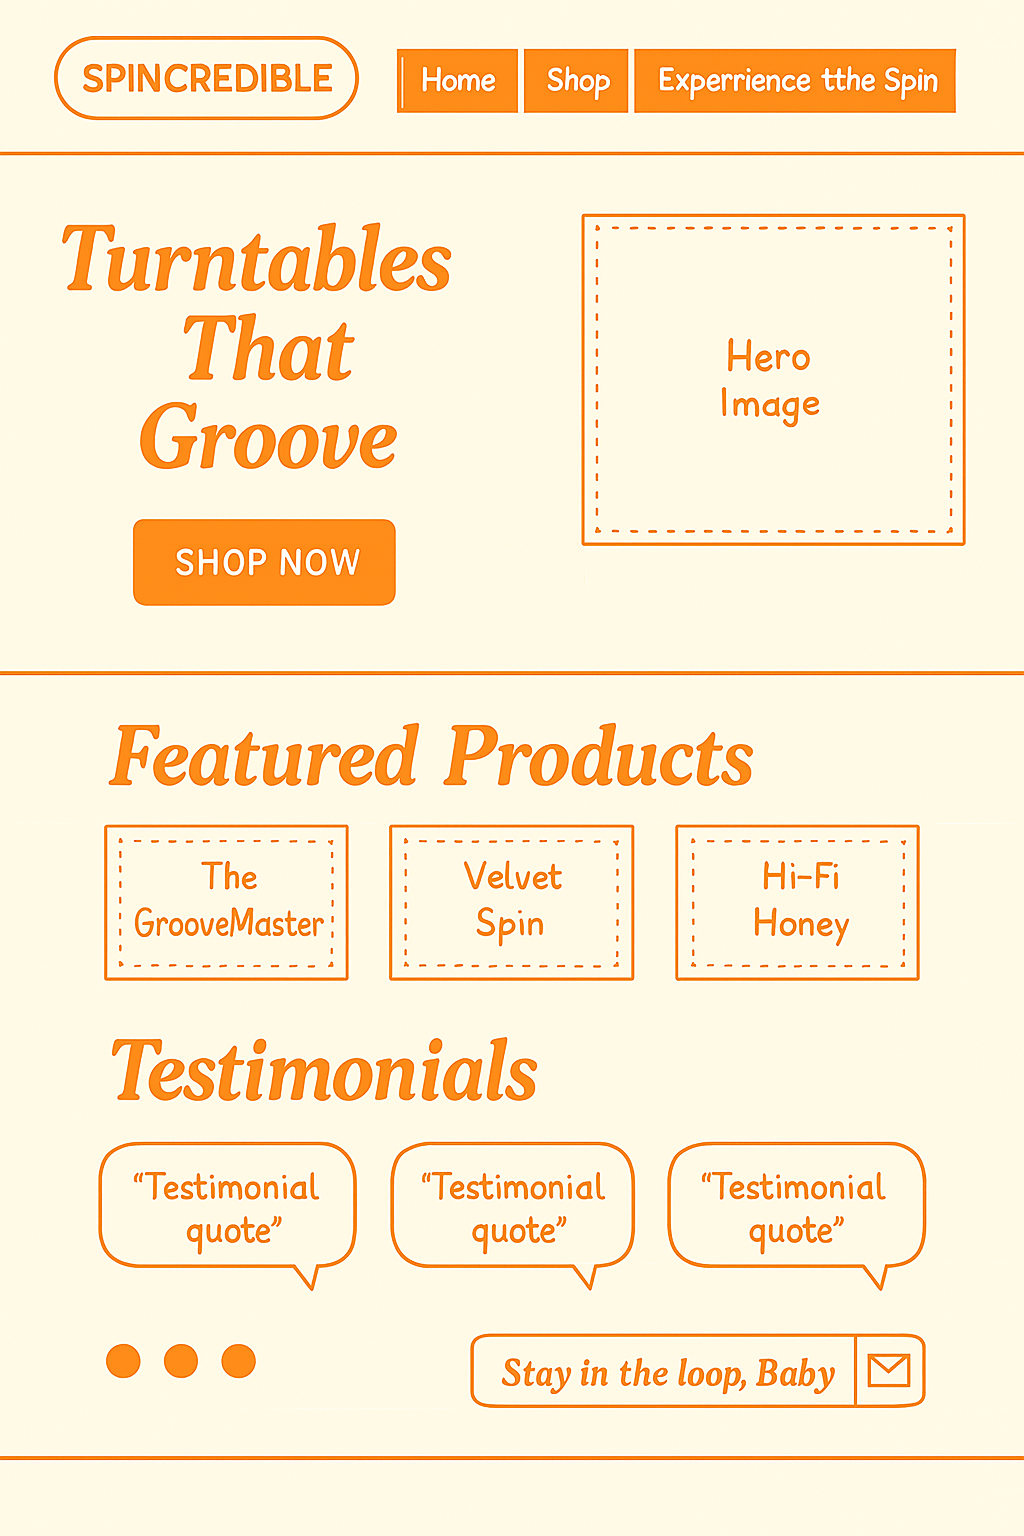 SPINCREDIBLE
Home
Shop
Experrience tthe Spin
Turntables
That
Groove
Hero
Image
SHOP NOW
Featured Products
The
GrooveMaster
Velvet
Spin
Hi-Fi
Honey
Testimonials
“Testimonial
quote”
“Testimonial
quote”
“Testimonial
quote”
Stay in the loop, Baby